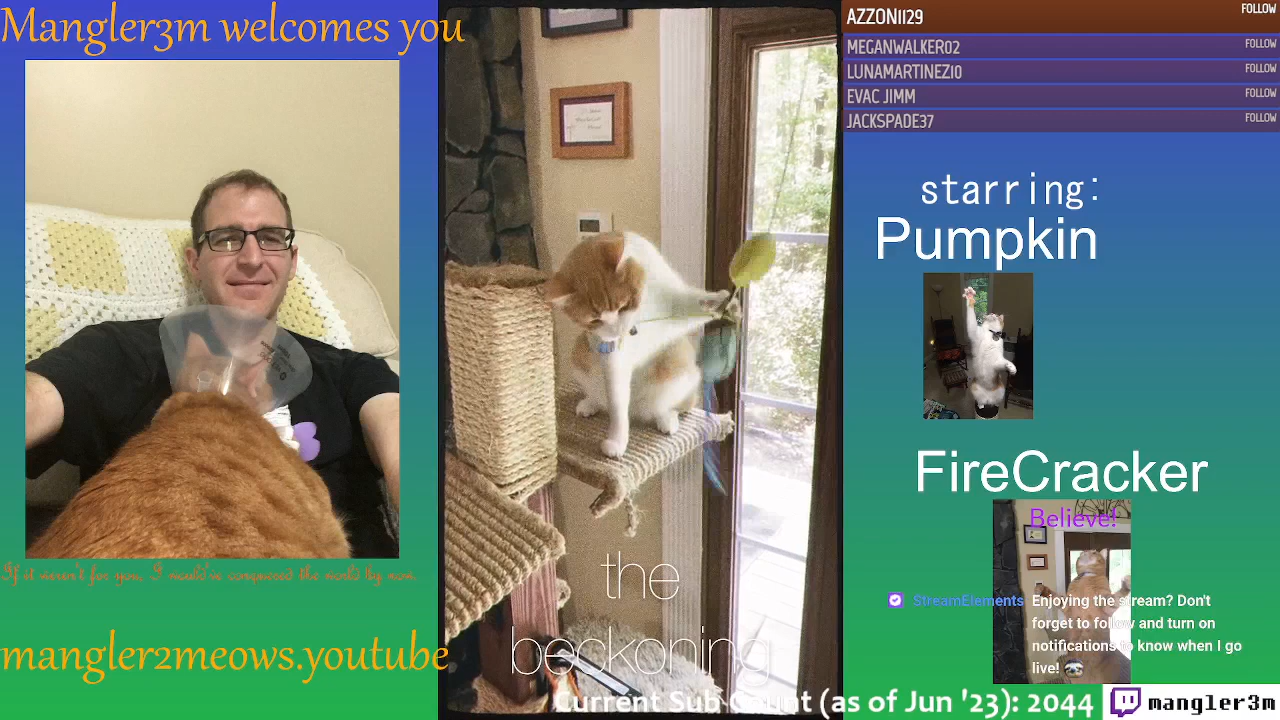 Mangler3m welcomes you
If it weren't for you, I would've conquered the world by now.
mangler2meows.youtube
the
beckoning
AZZON1129 FOLLOW
MEGANWALKER02 FOLLOW
LUNAMARTINEZ10 FOLLOW
EVAC JIMM FOLLOW
JACKSPADE37 FOLLOW
starring:
Pumpkin
FireCracker
Believe!
StreamElements Enjoying the stream? Don't
forget to follow and turn on
notifications to know when I go
live!
Current Sub Count (as of Jun '23): 2044
mangler3m